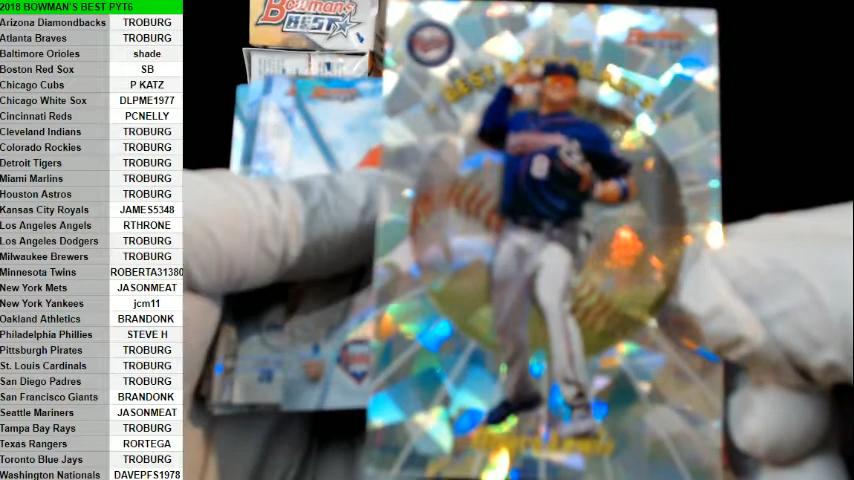 2018 BOWMAN'S BEST PYT6
Arizona Diamondbacks TROBURG
Atlanta Braves TROBURG
Baltimore Orioles shade
Boston Red Sox SB
Chicago Cubs P KATZ
Chicago White Sox DLPME1977
Cincinnati Reds PCNELLY
Cleveland Indians TROBURG
Colorado Rockies TROBURG
Detroit Tigers TROBURG
Miami Marlins TROBURG
Houston Astros TROBURG
Kansas City Royals JAMES5348
Los Angeles Angels RTHRONE
Los Angeles Dodgers TROBURG
Milwaukee Brewers TROBURG
Minnesota Twins ROBERTA31380
New York Mets JASONMEAT
New York Yankees jcm11
Oakland Athletics BRANDONK
Philadelphia Phillies STEVE H
Pittsburgh Pirates TROBURG
St. Louis Cardinals TROBURG
San Diego Padres TROBURG
San Francisco Giants BRANDONK
Seattle Mariners JASONMEAT
Tampa Bay Rays TROBURG
Texas Rangers RORTEGA
Toronto Blue Jays TROBURG
Washington Nationals DAVEPFS1978
Bowmans
BEST